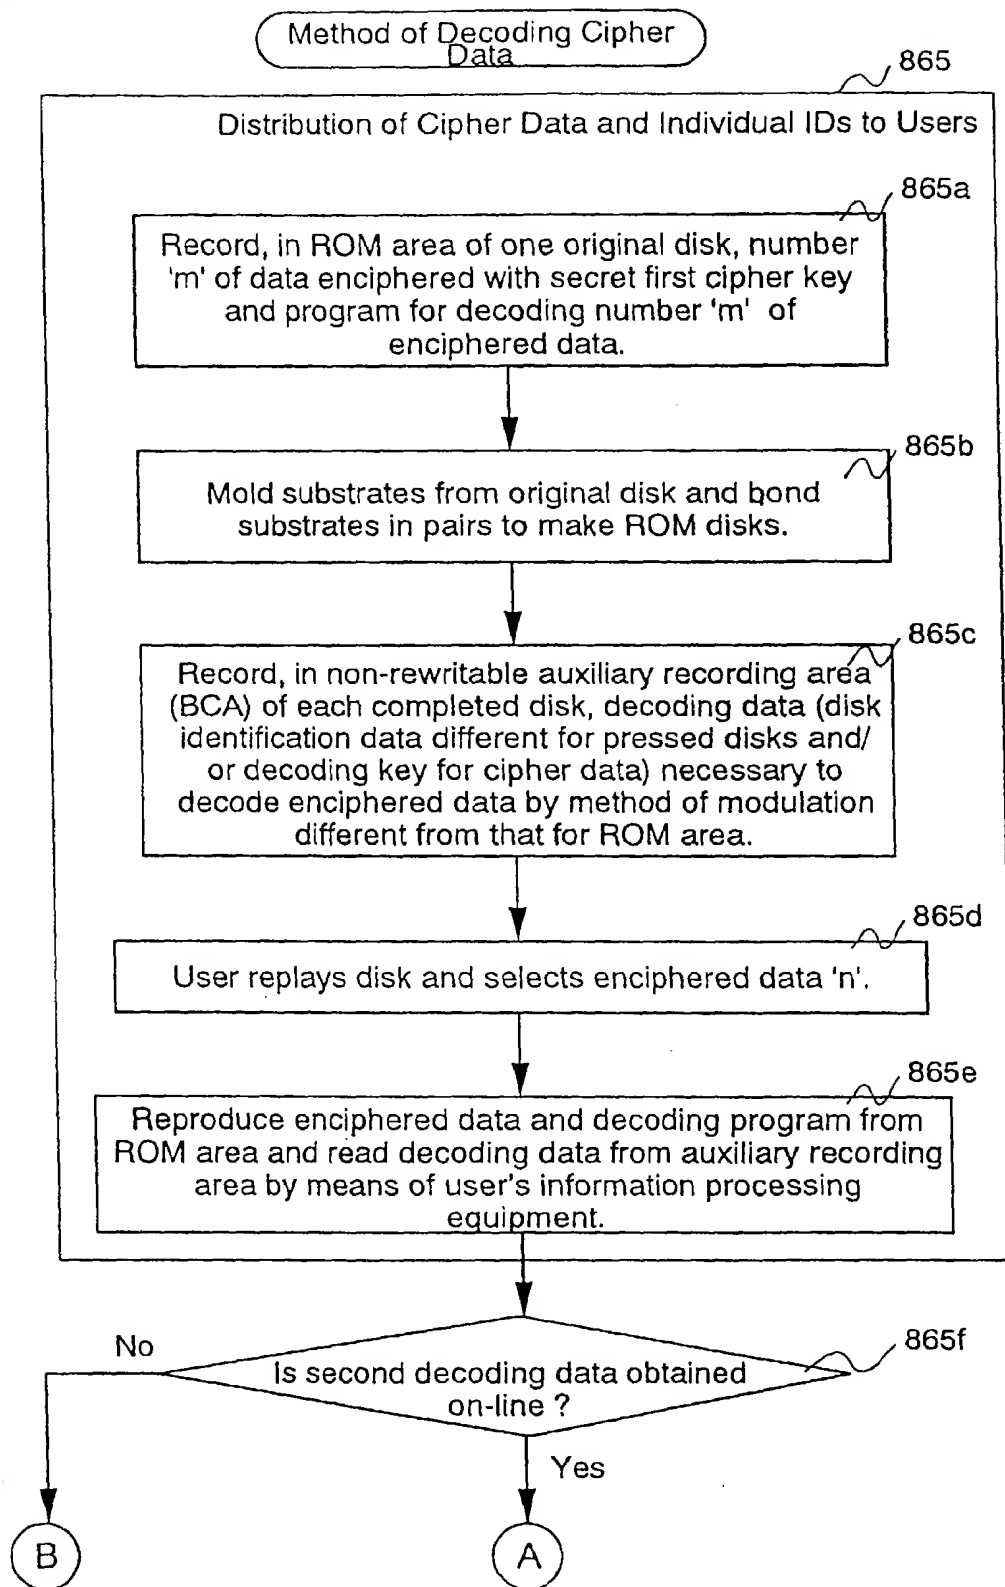 Method of Decoding Cipher
Data
865
Distribution of Cipher Data and Individual IDs to Users
865a
Record, in ROM area of one original disk, number
'm' of data enciphered with secret first cipher key
and program for decoding number 'm' of
enciphered data.
865b
Mold substrates from original disk and bond
substrates in pairs to make ROM disks.
865c
Record, in non-rewritable auxiliary recording area
(BCA) of each completed disk, decoding data (disk
identification data different for pressed disks and/
or decoding key for cipher data) necessary to
decode enciphered data by method of modulation
different from that for ROM area.
865d
User replays disk and selects enciphered data 'n'.
865e
Reproduce enciphered data and decoding program from
ROM area and read decoding data from auxiliary recording
area by means of user's information processing
equipment.
865f
No
Is second decoding data obtained
on-line ?
Yes
B
A